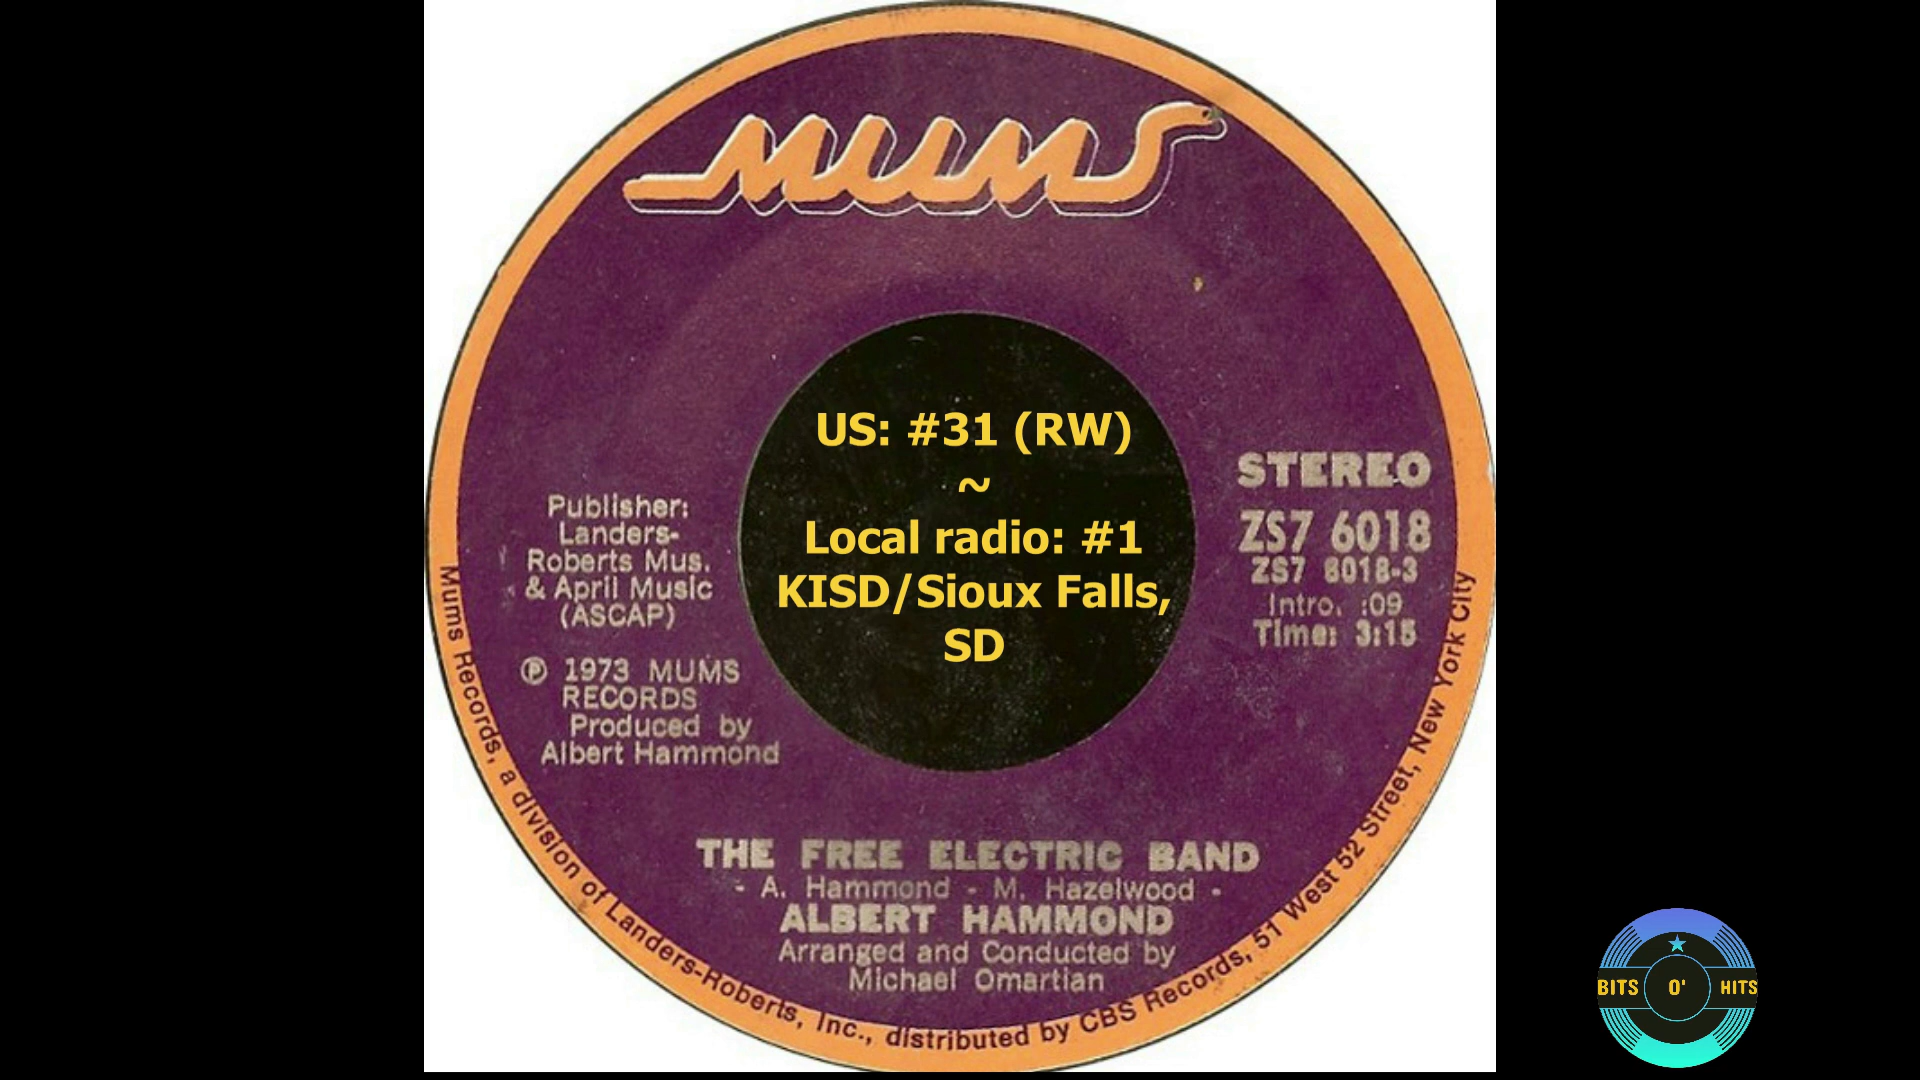 MUMS
US: #31 (RW)
~
Local radio: #1
KISD/Sioux Falls,
SD
Publisher:
Landers-
Roberts Mus.
& April Music
(ASCAP)
℗ 1973 MUMS
RECORDS
Produced by
Albert Hammond
STEREO
ZS7 6018
ZS7 6018-3
Intro. :09
Time: 3:15
THE FREE ELECTRIC BAND
- A. Hammond - M. Hazelwood -
ALBERT HAMMOND
Arranged and Conducted by
Michael Omartian
Mums Records, a division of Landers-Roberts, Inc., distributed by CBS Records, 51 West 52 Street, New York City
BITS O' HITS